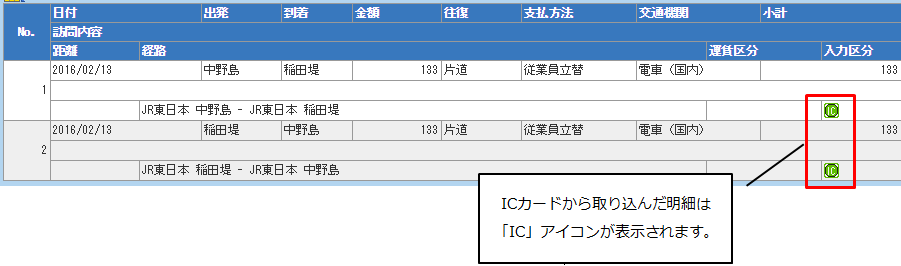 No. 日付 出発 到着 金額 往復 支払方法 交通機関 小計
訪問内容
距離 経路 運賃区分 入力区分
1 2016/02/13 中野島 稲田堤 133 片道 従業員立替 電車（国内） 133
JR東日本 中野島 - JR東日本 稲田堤 IC
2 2016/02/13 稲田堤 中野島 133 片道 従業員立替 電車（国内） 133
JR東日本 稲田堤 - JR東日本 中野島 IC
ICカードから取り込んだ明細は
「IC」アイコンが表示されます。